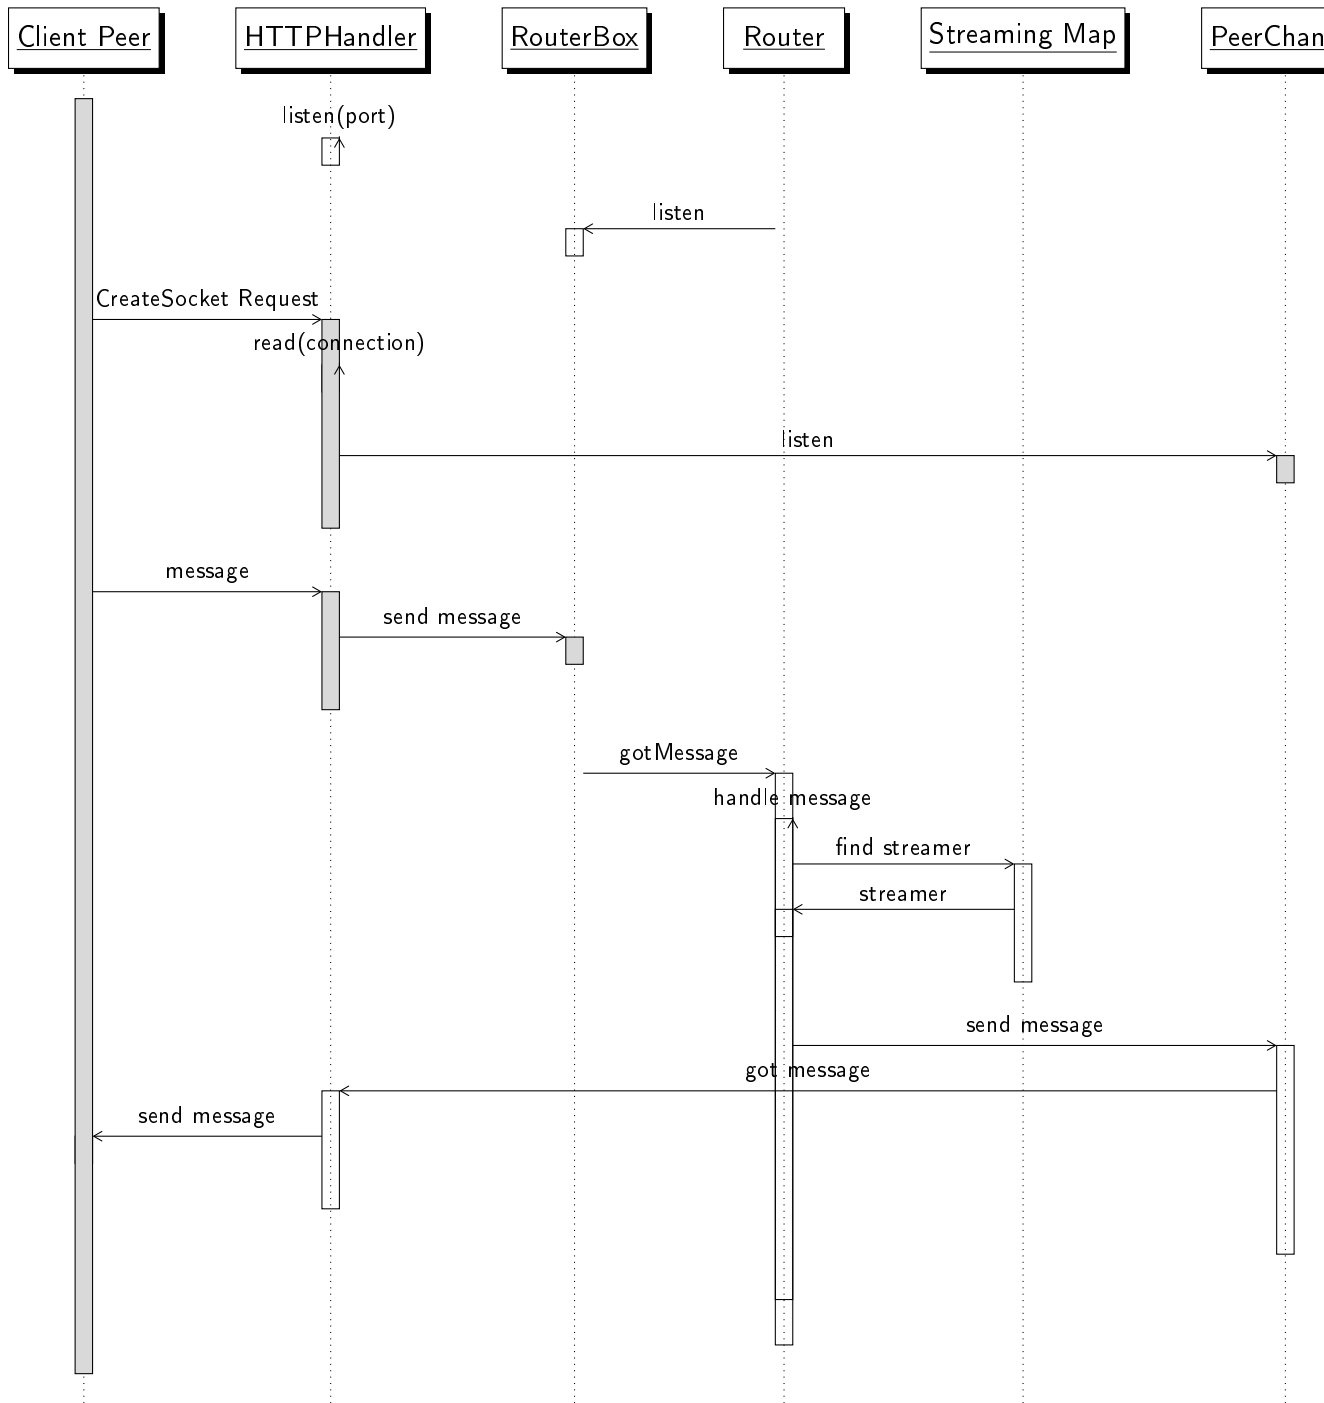 Client Peer
HTTPHandler
RouterBox
Router
Streaming Map
PeerChan
listen(port)
listen
CreateSocket Request
read(connection)
listen
message
send message
gotMessage
handle message
find streamer
streamer
send message
got message
send message